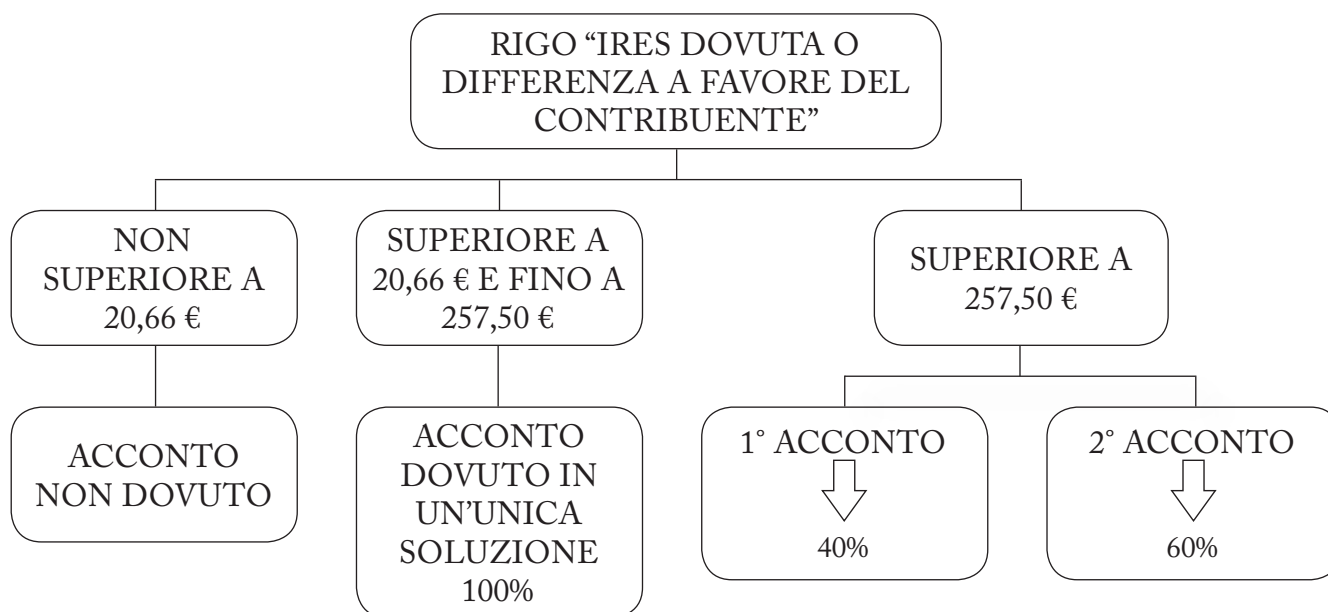 RIGO “IRES DOVUTA O
DIFFERENZA A FAVORE DEL
CONTRIBUENTE”
NON
SUPERIORE A
20,66 €
SUPERIORE A
20,66 € E FINO A
257,50 €
SUPERIORE A
257,50 €
ACCONTO
NON DOVUTO
ACCONTO
DOVUTO IN
UN’UNICA
SOLUZIONE
100%
1° ACCONTO
40%
2° ACCONTO
60%